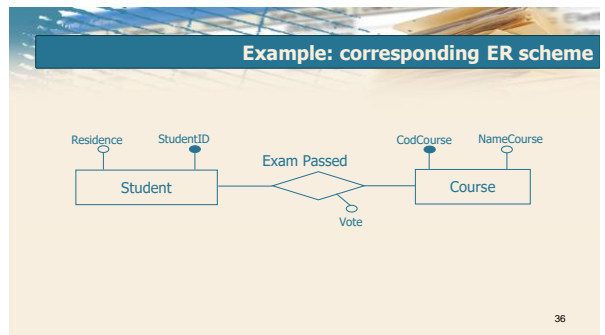 Example: corresponding ER scheme
Residence
StudentID
CodCourse
NameCourse
Exam Passed
Student
Course
Vote
36